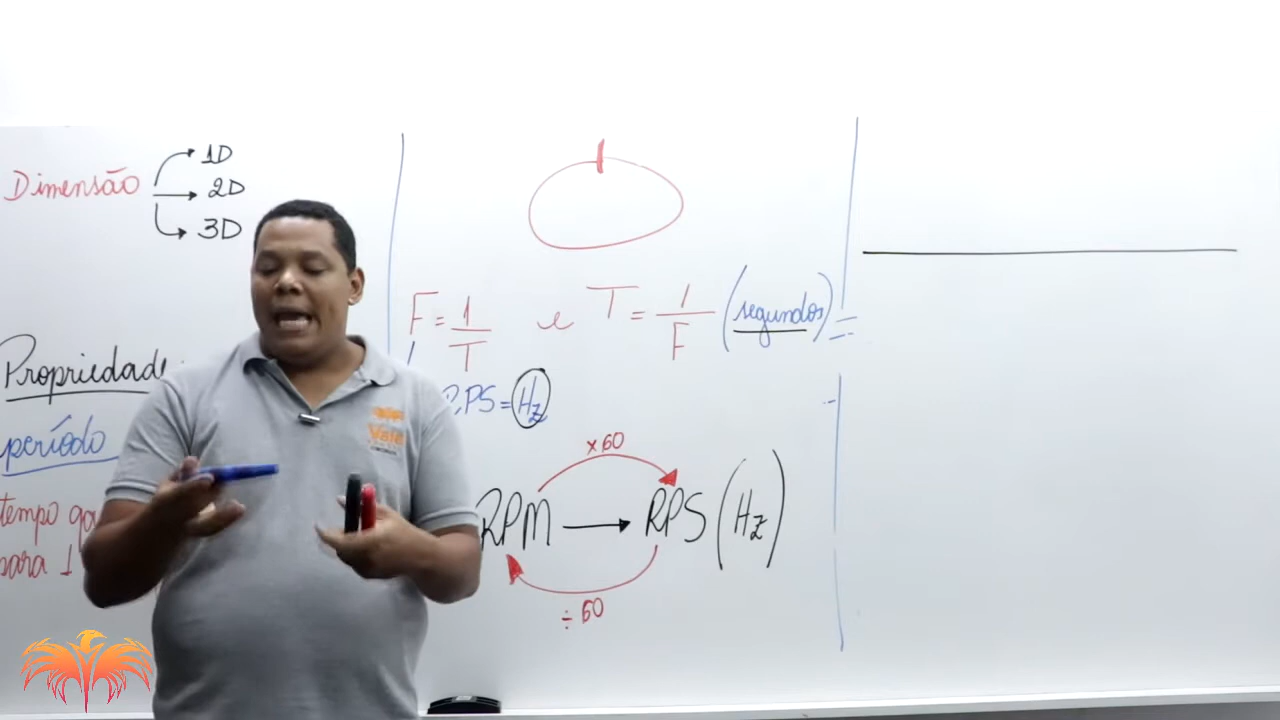 Dimensão
1D
2D
3D
Propriedade
período
tempo
para 1
F = 1/T e T = 1/F (segundos)
RPS = Hz
x60
RPM → RPS (Hz)
÷ 60
Vale